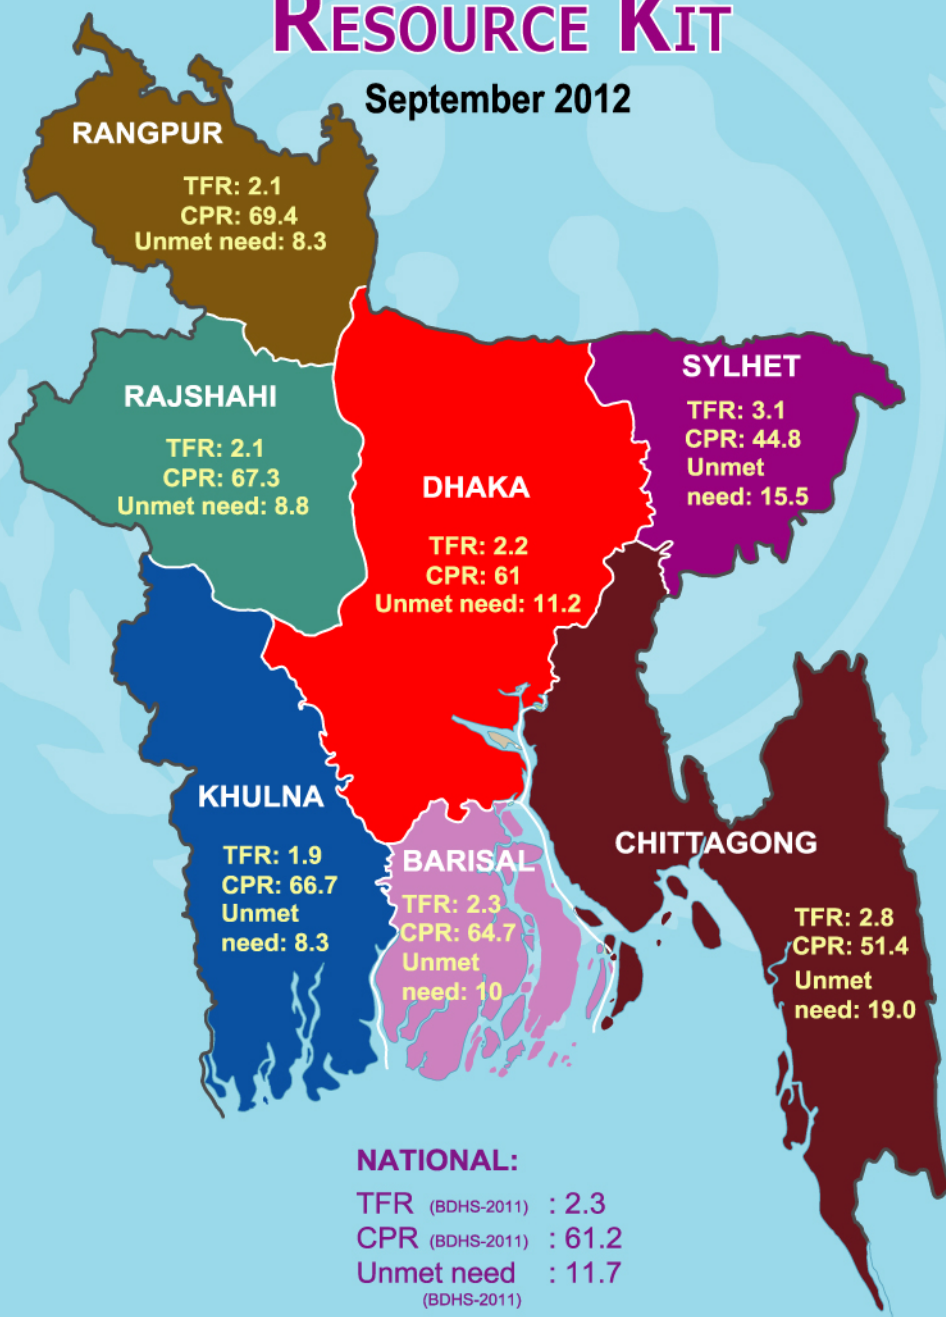 RESOURCE KIT
September 2012
RANGPUR
TFR: 2.1
CPR: 69.4
Unmet need: 8.3
RAJSHAHI
TFR: 2.1
CPR: 67.3
Unmet need: 8.8
DHAKA
TFR: 2.2
CPR: 61
Unmet need: 11.2
SYLHET
TFR: 3.1
CPR: 44.8
Unmet
need: 15.5
KHULNA
TFR: 1.9
CPR: 66.7
Unmet
need: 8.3
BARISAL
TFR: 2.3
CPR: 64.7
Unmet
need: 10
CHITTAGONG
TFR: 2.8
CPR: 51.4
Unmet
need: 19.0
NATIONAL:
TFR (BDHS-2011) : 2.3
CPR (BDHS-2011) : 61.2
Unmet need : 11.7
(BDHS-2011)